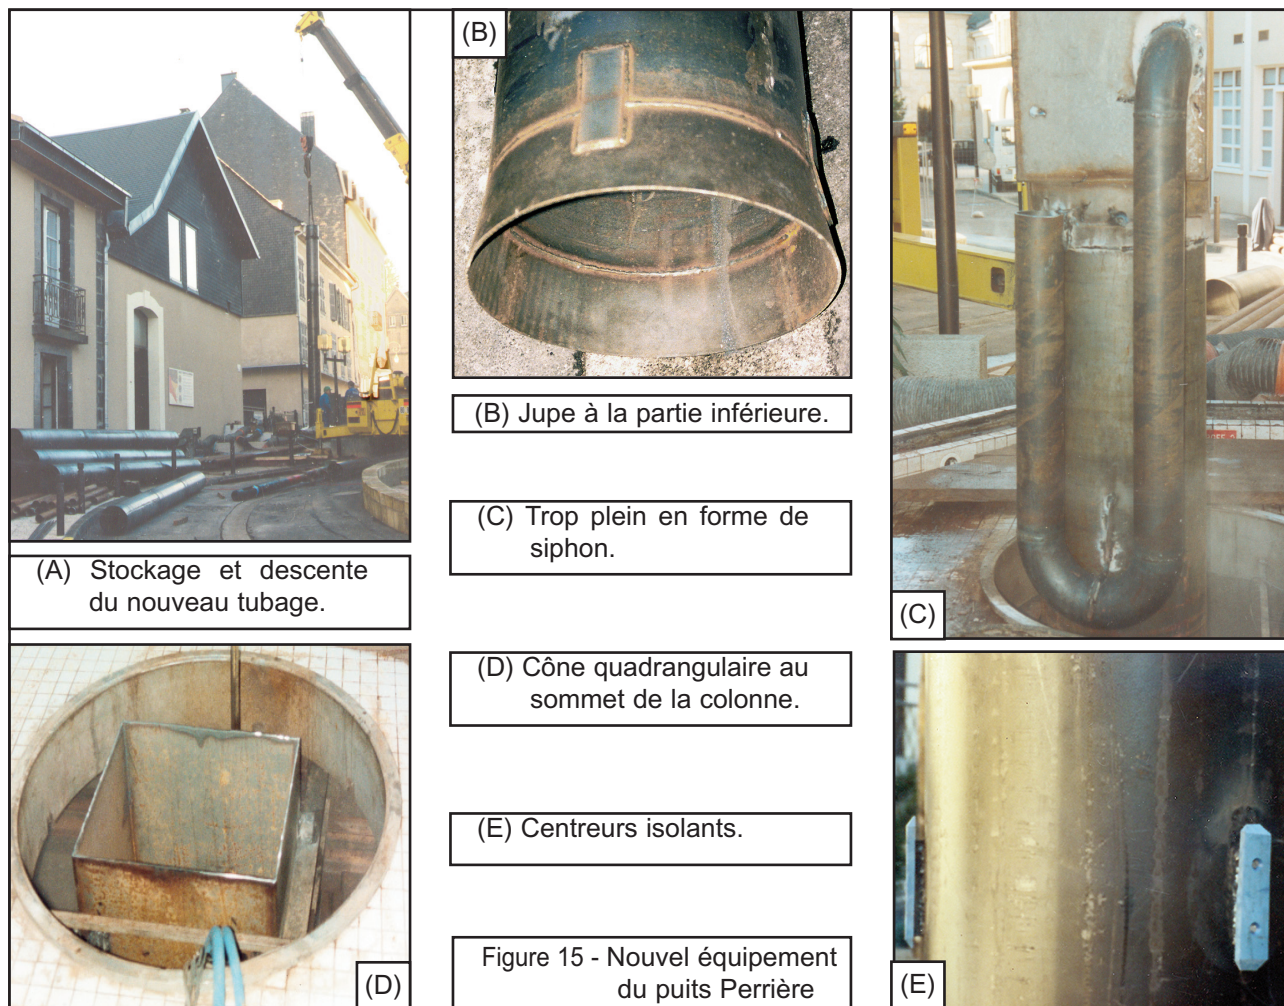 (B)
(B) Jupe à la partie inférieure.
(C) Trop plein en forme de
siphon.
(C)
(A) Stockage et descente
du nouveau tubage.
(D) Cône quadrangulaire au
sommet de la colonne.
(E) Centreurs isolants.
(D)
Figure 15 - Nouvel équipement
du puits Perrière
(E)